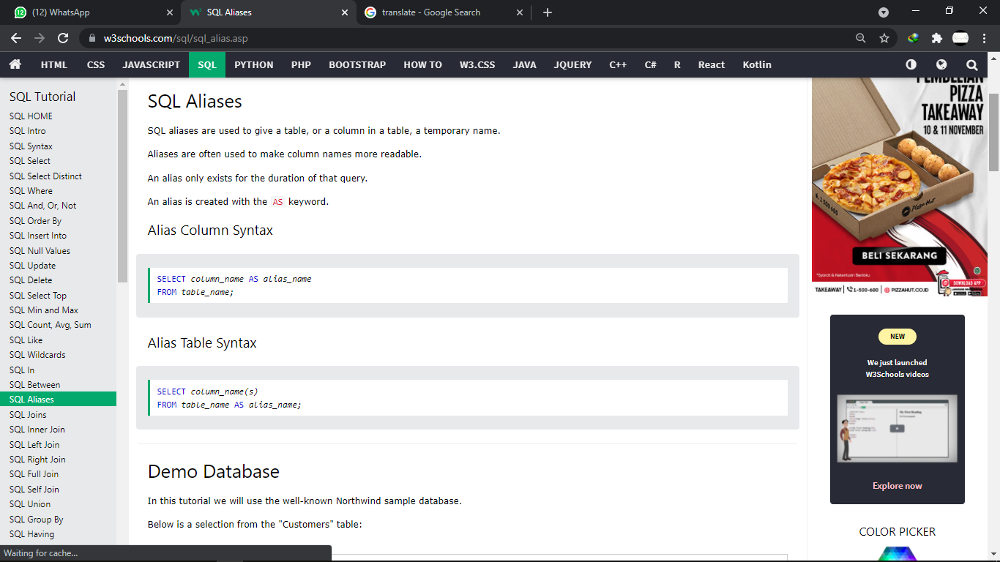 (12) WhatsApp
SQL Aliases
translate - Google Search
w3schools.com/sql/sql_alias.asp
HTML CSS JAVASCRIPT SQL PYTHON PHP BOOTSTRAP HOW TO W3.CSS JAVA JQUERY C++ C# R React Kotlin
SQL Tutorial
SQL HOME
SQL Intro
SQL Syntax
SQL Select
SQL Select Distinct
SQL Where
SQL And, Or, Not
SQL Order By
SQL Insert Into
SQL Null Values
SQL Update
SQL Delete
SQL Select Top
SQL Min and Max
SQL Count, Avg, Sum
SQL Like
SQL Wildcards
SQL In
SQL Between
SQL Aliases
SQL Joins
SQL Inner Join
SQL Left Join
SQL Right Join
SQL Full Join
SQL Self Join
SQL Union
SQL Group By
SQL Having
Waiting for cache...
SQL Aliases
SQL aliases are used to give a table, or a column in a table, a temporary name.
Aliases are often used to make column names more readable.
An alias only exists for the duration of that query.
An alias is created with the AS keyword.
Alias Column Syntax
SELECT column_name AS alias_name
FROM table_name;
Alias Table Syntax
SELECT column_name(s)
FROM table_name AS alias_name;
Demo Database
In this tutorial we will use the well-known Northwind sample database.
Below is a selection from the "Customers" table:
PEMBELIAN
PIZZA
TAKEAWAY
10 & 11 NOVEMBER
Pizza Hut
BELI SEKARANG
*Syarat & Ketentuan Berlaku
DOWNLOAD APP
TAKEAWAY | 1-500-600 | PIZZAHUT.CO.ID
NEW
We just launched
W3Schools videos
Explore now
COLOR PICKER